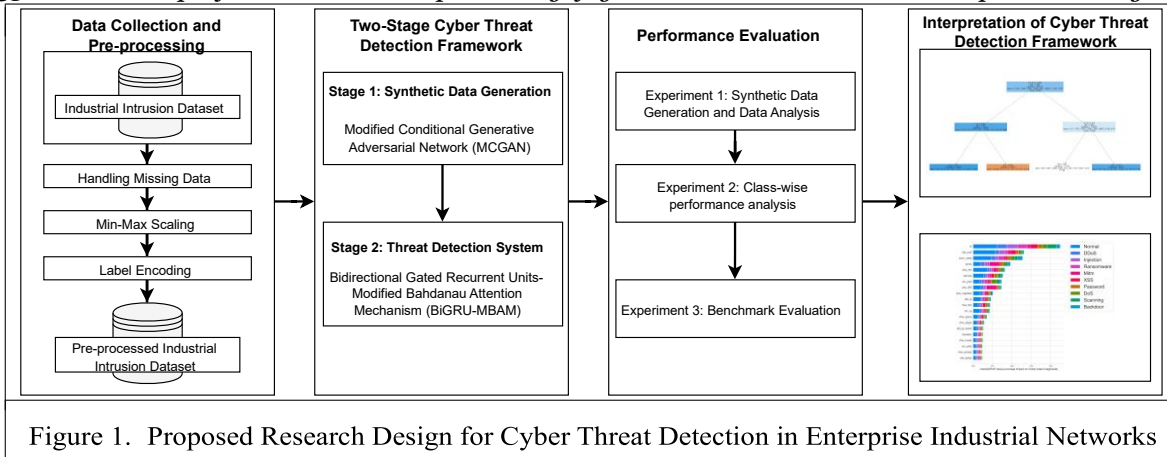 Data Collection and
Pre-processing
Industrial Intrusion Dataset
Handling Missing Data
Min-Max Scaling
Label Encoding
Pre-processed Industrial
Intrusion Dataset
Two-Stage Cyber Threat
Detection Framework
Stage 1: Synthetic Data Generation
Modified Conditional Generative
Adversarial Network (MCGAN)
Stage 2: Threat Detection System
Bidirectional Gated Recurrent Units-
Modified Bahdanau Attention
Mechanism (BiGRU-MBAM)
Performance Evaluation
Experiment 1: Synthetic Data
Generation and Data Analysis
Experiment 2: Class-wise
performance analysis
Experiment 3: Benchmark Evaluation
Interpretation of Cyber Threat
Detection Framework
Normal
DDoS
Injection
Ransomware
Mitm
XSS
Password
DoS
Scanning
Backdoor
Figure 1. Proposed Research Design for Cyber Threat Detection in Enterprise Industrial Networks